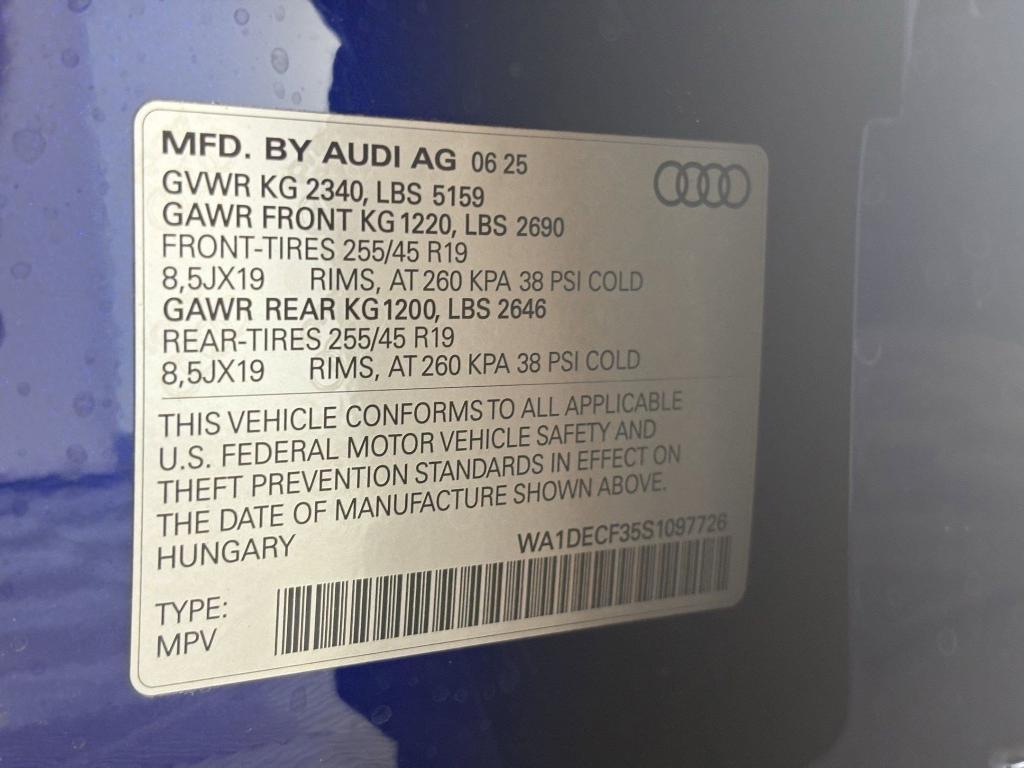 MFD. BY AUDI AG 06 25
GVWR KG 2340, LBS 5159
GAWR FRONT KG 1220, LBS 2690
FRONT-TIRES 255/45 R19
8,5JX19 RIMS, AT 260 KPA 38 PSI COLD
GAWR REAR KG 1200, LBS 2646
REAR-TIRES 255/45 R19
8,5JX19 RIMS, AT 260 KPA 38 PSI COLD
THIS VEHICLE CONFORMS TO ALL APPLICABLE
U.S. FEDERAL MOTOR VEHICLE SAFETY AND
THEFT PREVENTION STANDARDS IN EFFECT ON
THE DATE OF MANUFACTURE SHOWN ABOVE.
HUNGARY WA1DECF35S1097726
TYPE:
MPV